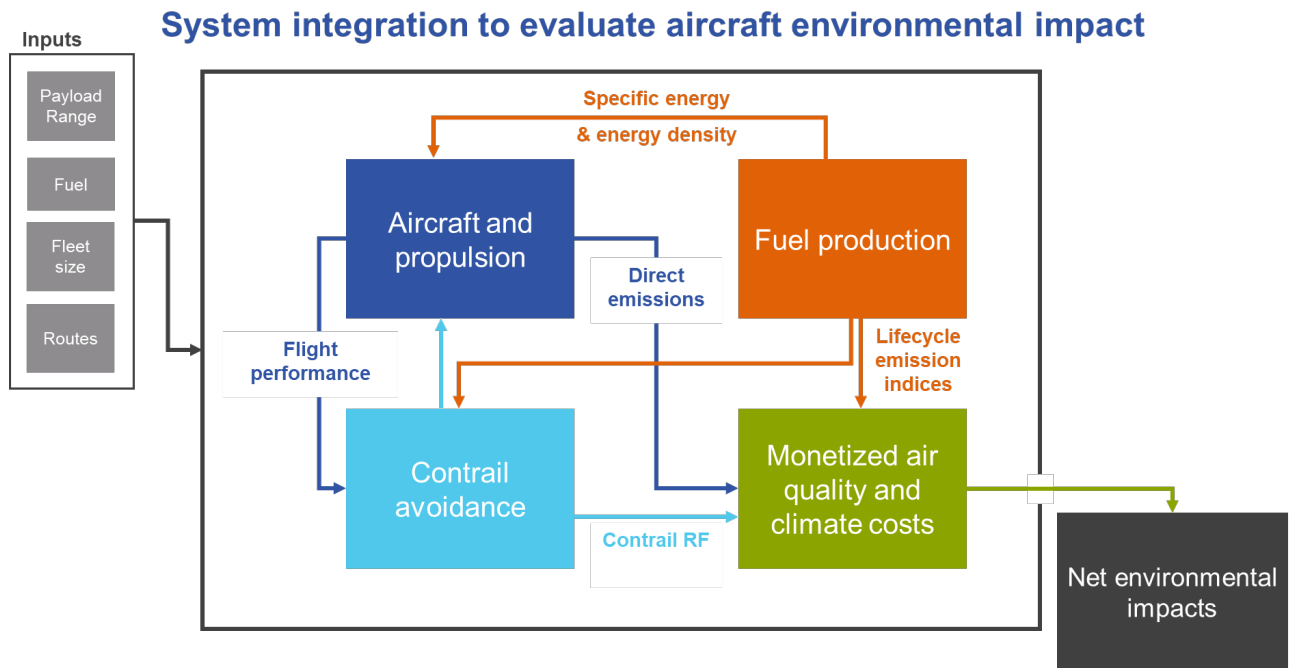 System integration to evaluate aircraft environmental impact
Inputs
Payload
Range
Fuel
Fleet
size
Routes
Specific energy
& energy density
Aircraft and
propulsion
Fuel production
Direct
emissions
Flight
performance
Lifecycle
emission
indices
Contrail
avoidance
Monetized air
quality and
climate costs
Contrail RF
Net environmental
impacts